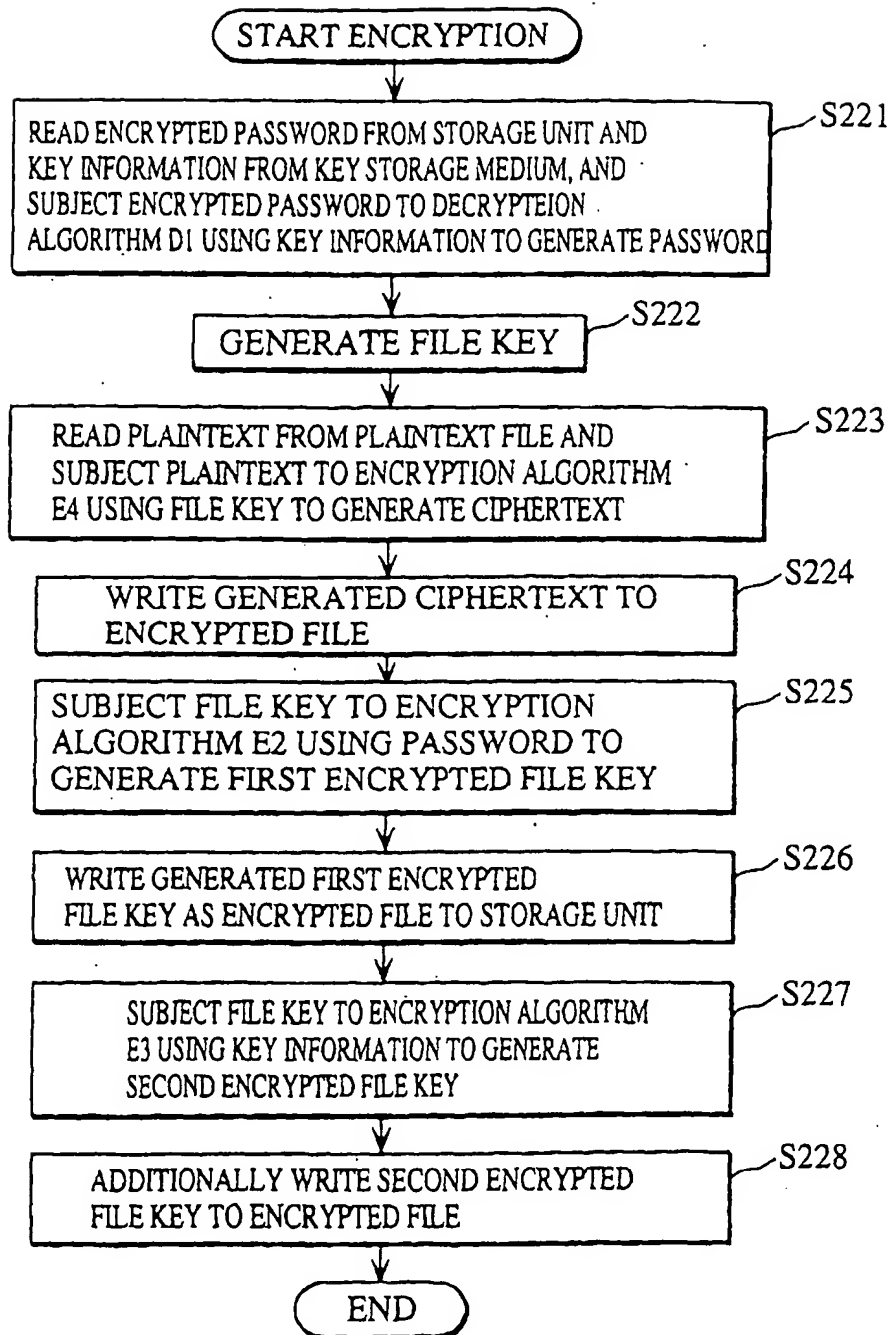 START ENCRYPTION
S221
READ ENCRYPTED PASSWORD FROM STORAGE UNIT AND
KEY INFORMATION FROM KEY STORAGE MEDIUM, AND
SUBJECT ENCRYPTED PASSWORD TO DECRYPTEION
ALGORITHM D1 USING KEY INFORMATION TO GENERATE PASSWORD
S222
GENERATE FILE KEY
S223
READ PLAINTEXT FROM PLAINTEXT FILE AND
SUBJECT PLAINTEXT TO ENCRYPTION ALGORITHM
E4 USING FILE KEY TO GENERATE CIPHERTEXT
S224
WRITE GENERATED CIPHERTEXT TO
ENCRYPTED FILE
S225
SUBJECT FILE KEY TO ENCRYPTION
ALGORITHM E2 USING PASSWORD TO
GENERATE FIRST ENCRYPTED FILE KEY
S226
WRITE GENERATED FIRST ENCRYPTED
FILE KEY AS ENCRYPTED FILE TO STORAGE UNIT
S227
SUBJECT FILE KEY TO ENCRYPTION ALGORITHM
E3 USING KEY INFORMATION TO GENERATE
SECOND ENCRYPTED FILE KEY
S228
ADDITIONALLY WRITE SECOND ENCRYPTED
FILE KEY TO ENCRYPTED FILE
END